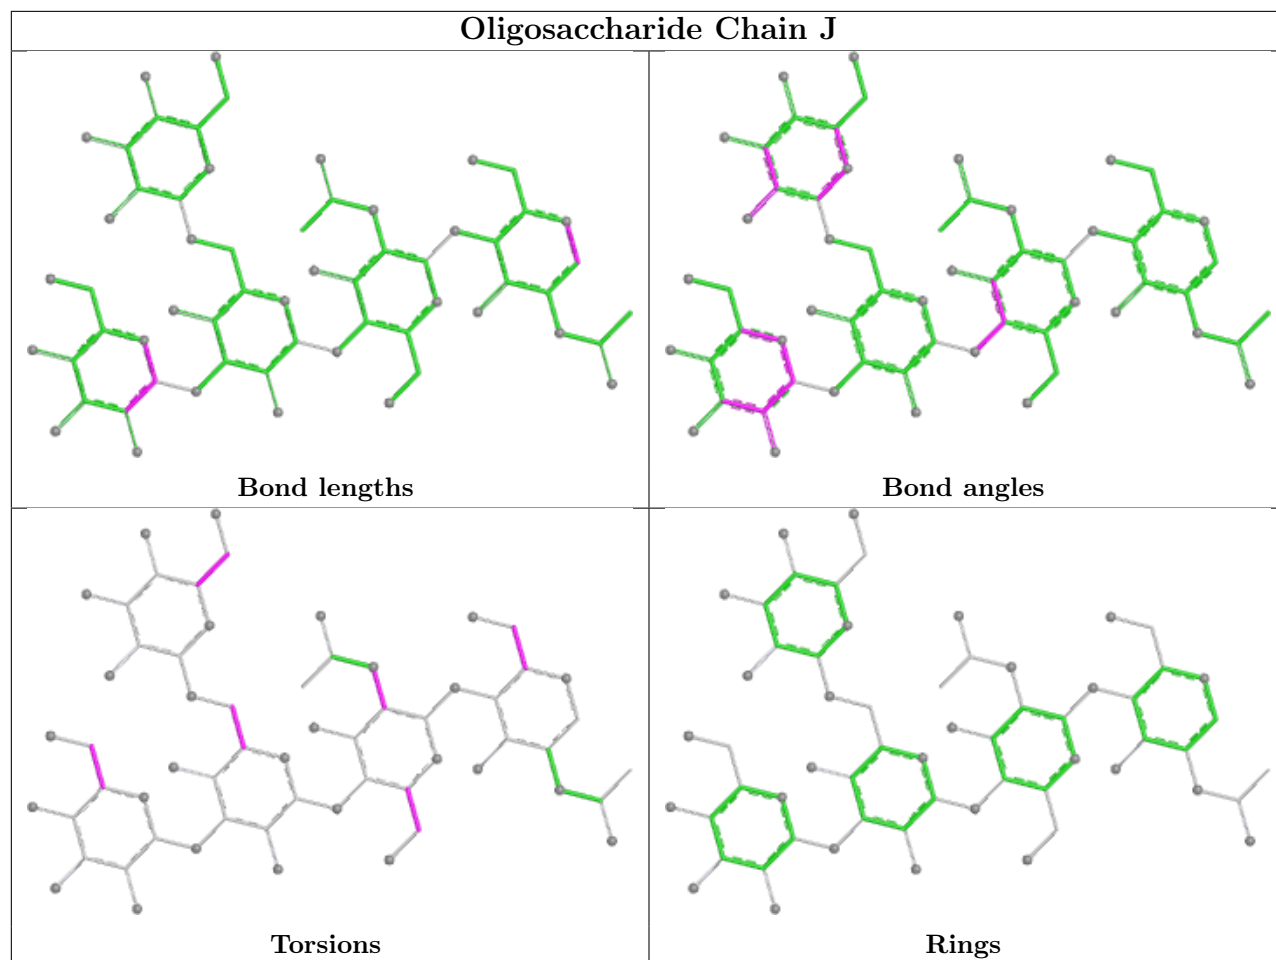 Oligosaccharide Chain J
Bond lengths
Bond angles
Torsions
Rings